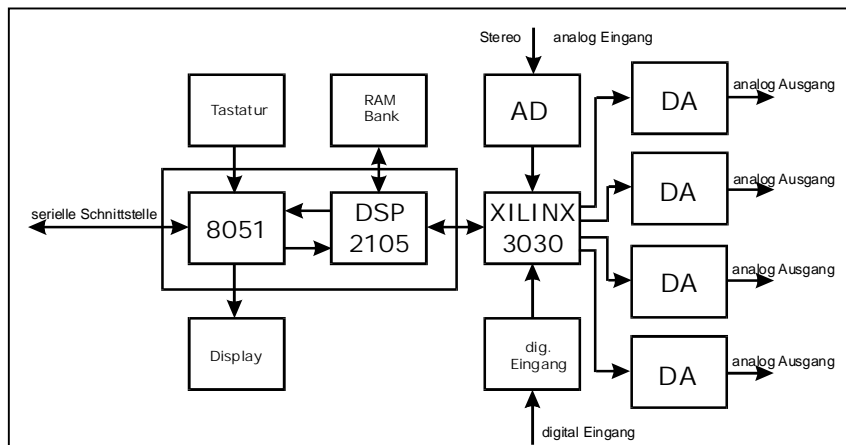 Stereo
analog Eingang
Tastatur
RAM
Bank
AD
DA
analog Ausgang
DA
analog Ausgang
serielle Schnittstelle
8051
DSP
2105
XILINX
3030
DA
analog Ausgang
Display
dig.
Eingang
DA
analog Ausgang
digital Eingang